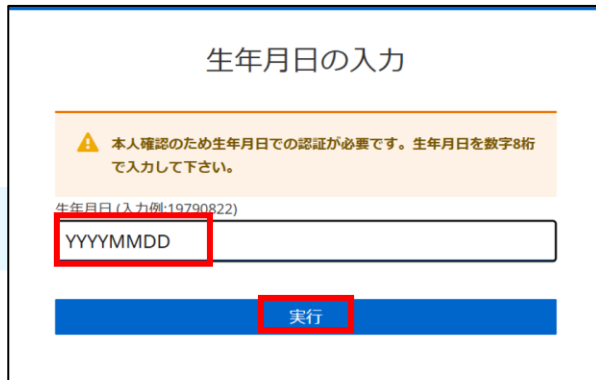 生年月日の入力
本人確認のため生年月日での認証が必要です。生年月日を数字8桁
で入力して下さい。
生年月日 (入力例:19790822)
YYYYMMDD
実行